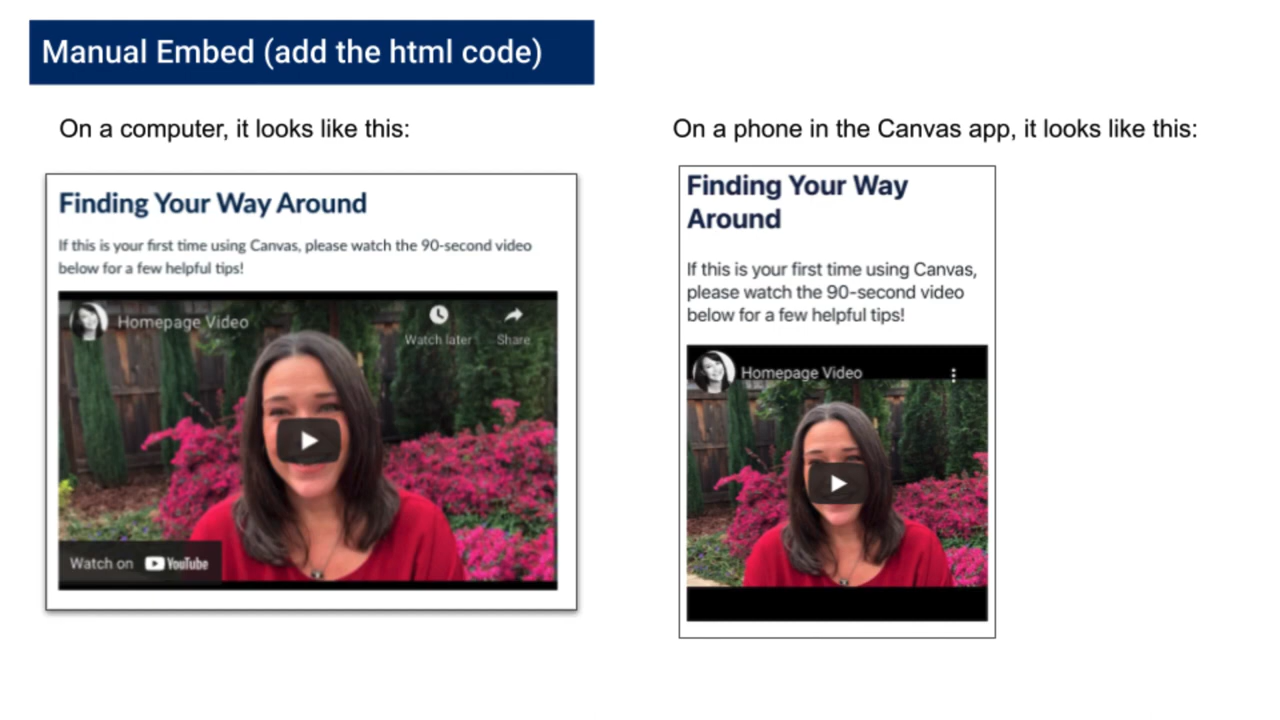 Manual Embed (add the html code)
On a computer, it looks like this:
Finding Your Way Around
If this is your first time using Canvas, please watch the 90-second video
below for a few helpful tips!
Homepage Video
Watch later
Share
Watch on YouTube
On a phone in the Canvas app, it looks like this:
Finding Your Way
Around
If this is your first time using Canvas,
please watch the 90-second video
below for a few helpful tips!
Homepage Video